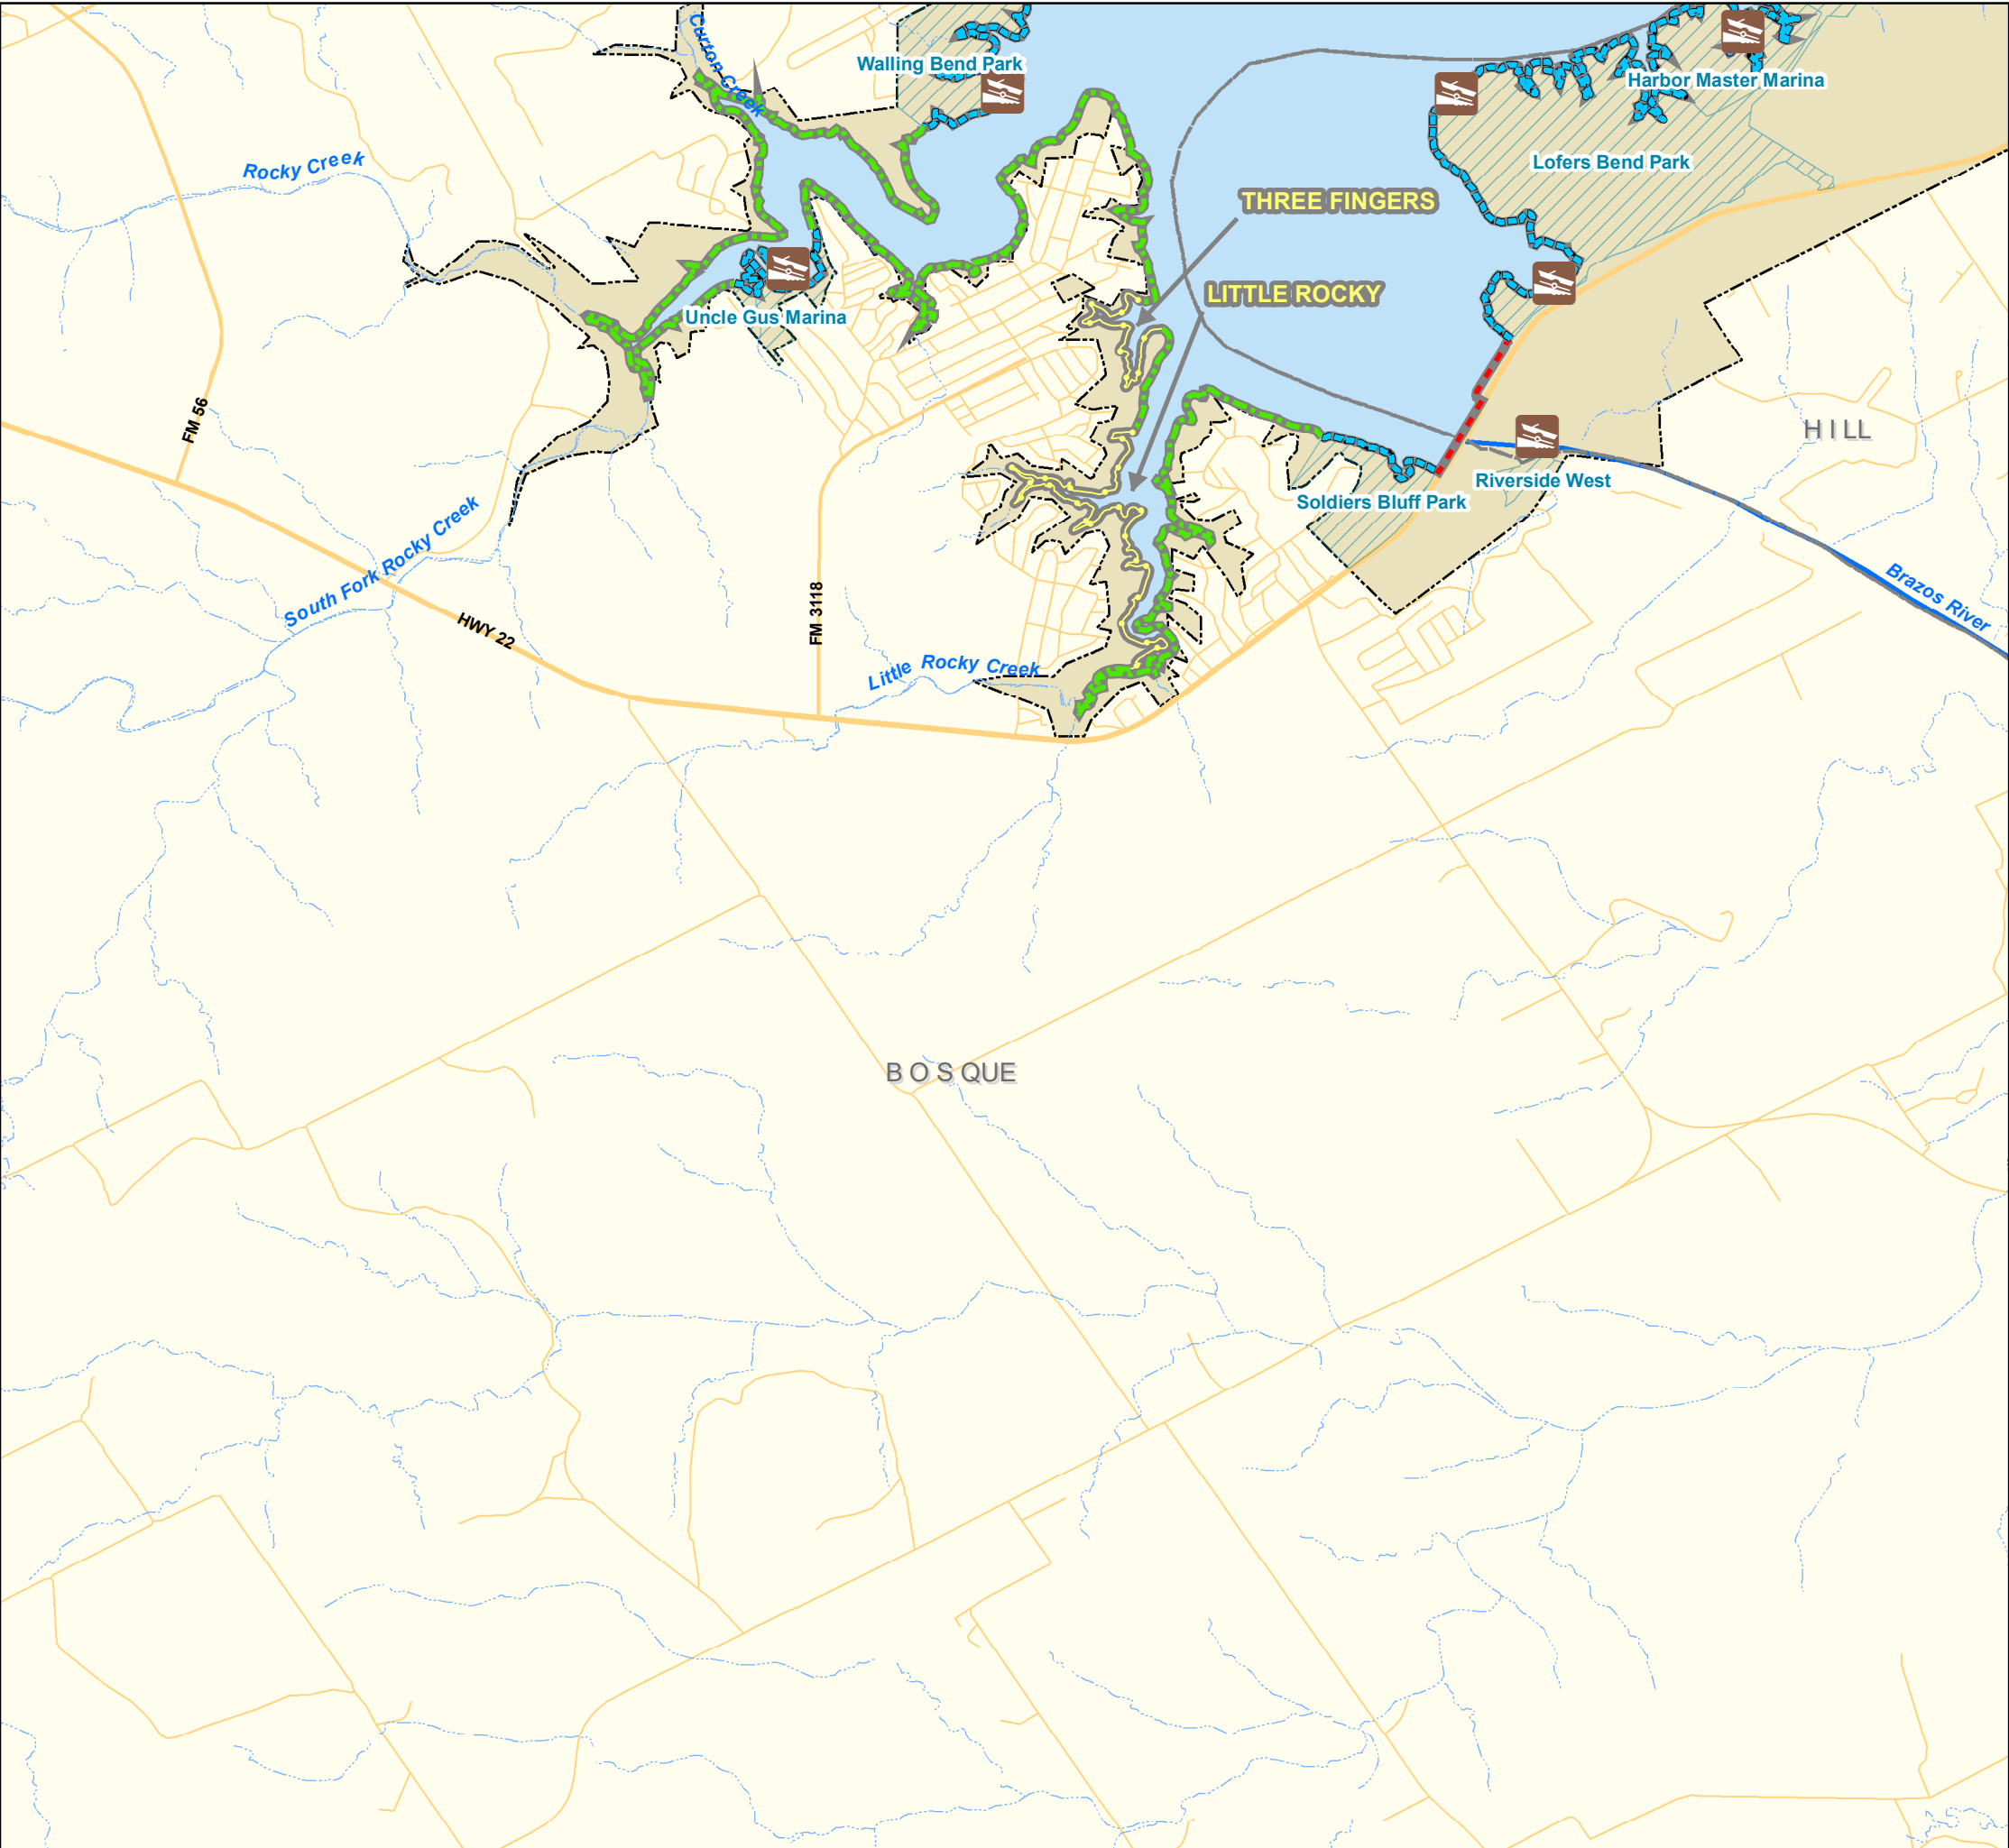 Curton Creek
Walling Bend Park
Harbor Master Marina
Rocky Creek
Lofers Bend Park
THREE FINGERS
LITTLE ROCKY
Uncle Gus Marina
FM 56
HILL
Riverside West
Soldiers Bluff Park
South Fork Rocky Creek
Brazos River
FM 3118
HWY 22
Little Rocky Creek
BOSQUE